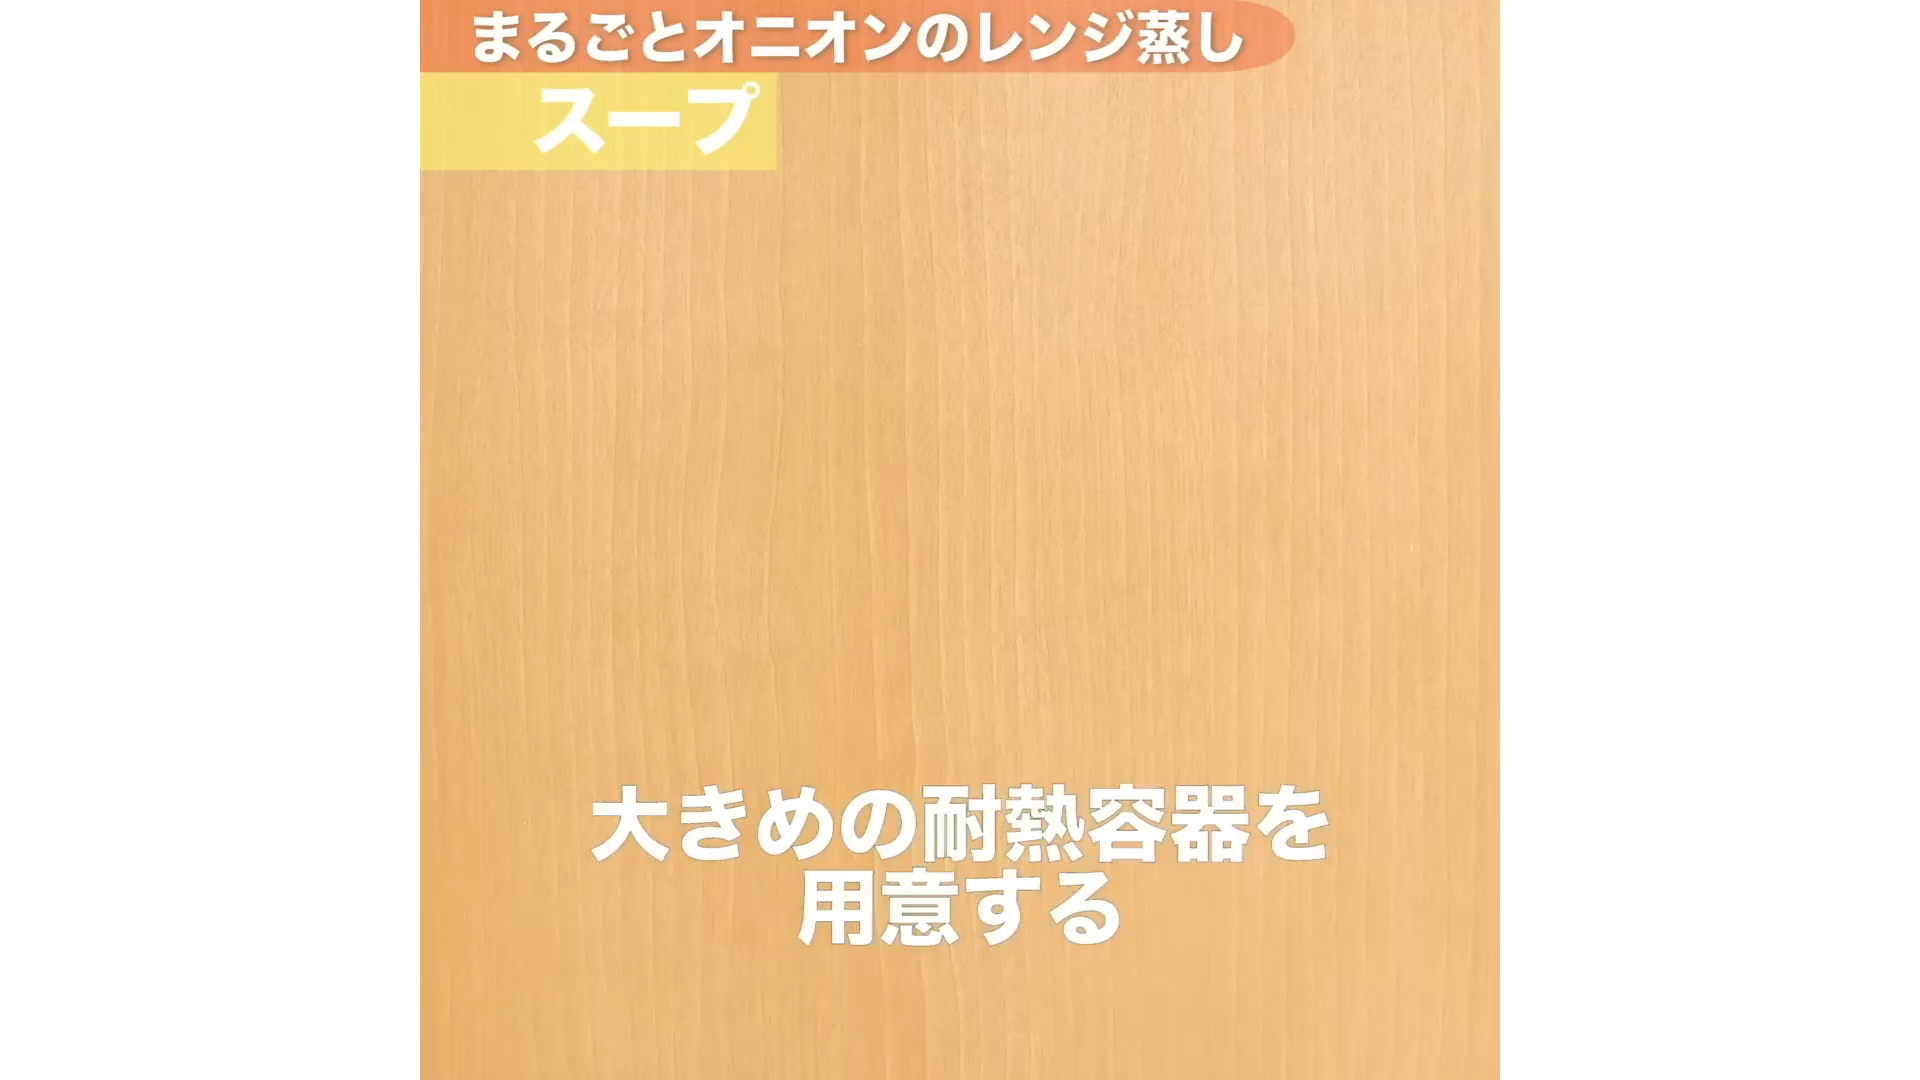 まるごとオニオンのレンジ蒸し
スープ
大きめの耐熱容器を
用意する